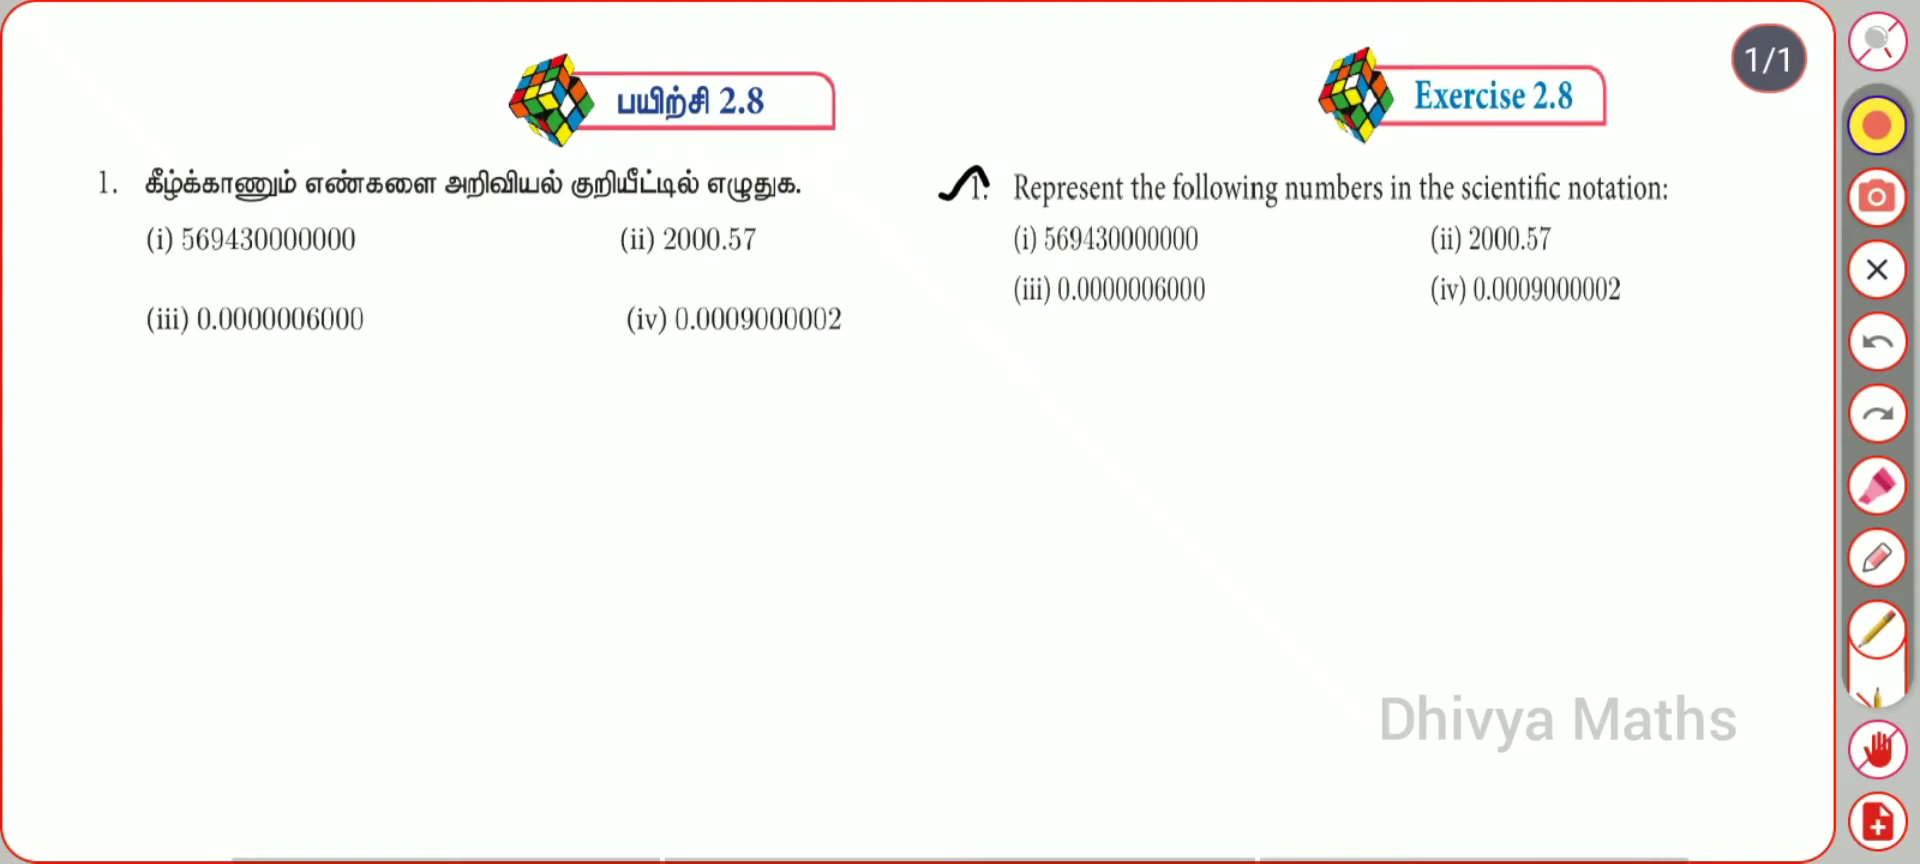 1/1
பயிற்சி 2.8
1. கீழ்க்காணும் எண்களை அறிவியல் குறியீட்டில் எழுதுக.
(i) 569430000000 (ii) 2000.57
(iii) 0.0000006000 (iv) 0.0009000002
Exercise 2.8
1. Represent the following numbers in the scientific notation:
(i) 569430000000 (ii) 2000.57
(iii) 0.0000006000 (iv) 0.0009000002
Dhivya Maths